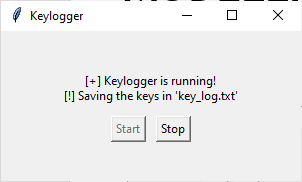 Keylogger
[+] Keylogger is running!
[!] Saving the keys in 'key_log.txt'
Start Stop